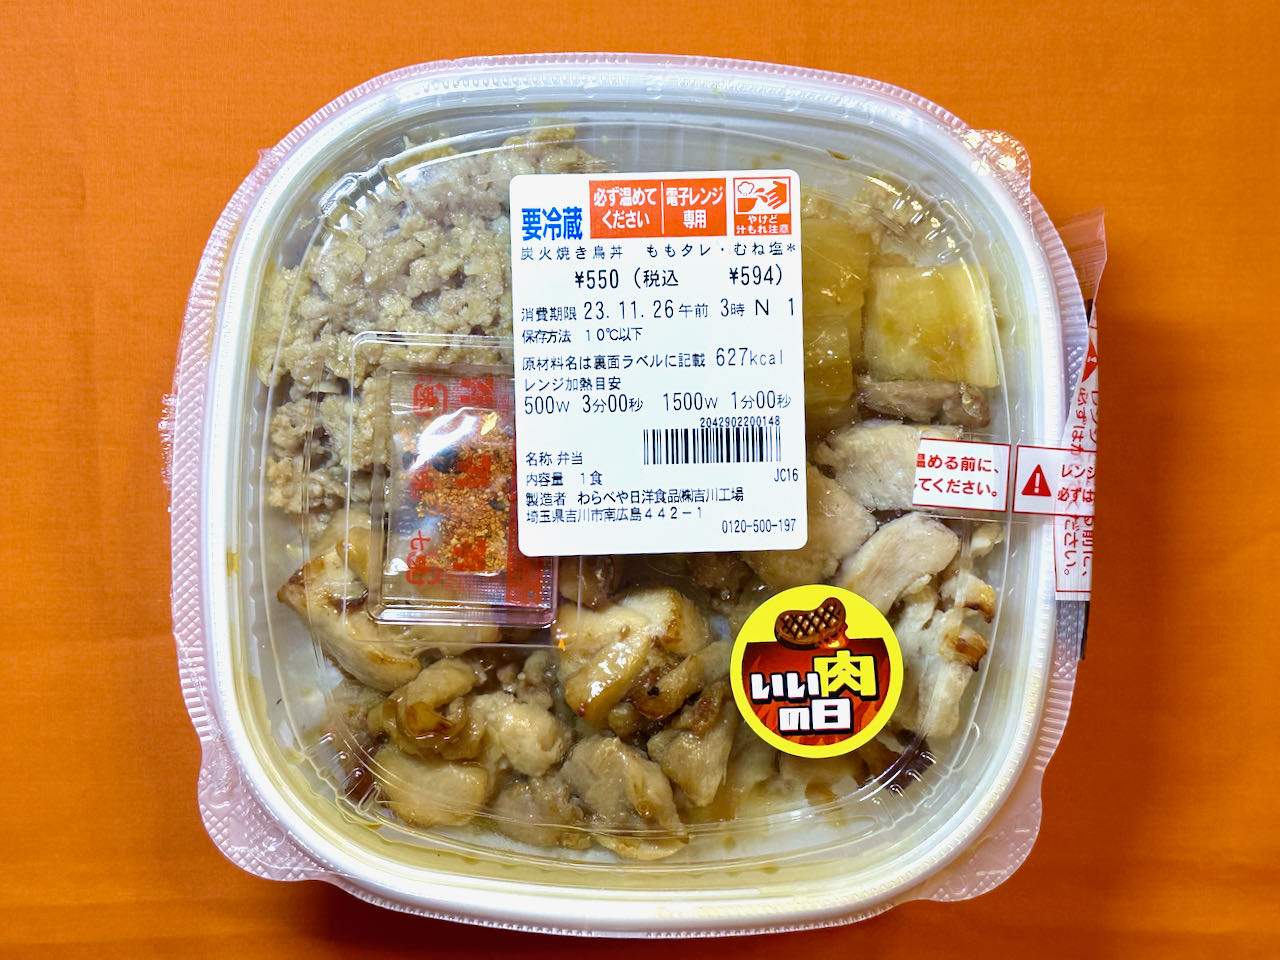 要冷蔵
必ず温めて
ください
電子レンジ
専用
やけど
汁もれ注意
炭火焼き鳥丼 ももタレ・むね塩*
¥550(税込 ¥594)
消費期限 23.11.26午前 3時 N 1
保存方法 10℃以下
原材料名は裏面ラベルに記載 627kcal
レンジ加熱目安
500W 3分00秒 1500W 1分00秒
2042902200148
名称 弁当
内容量 1食
JC16
製造者 わらべや日洋食品㈱吉川工場
埼玉県吉川市南広島442-1
0120-500-197
温める前に、
てください。
レンジ
必ずは
いい肉
の日